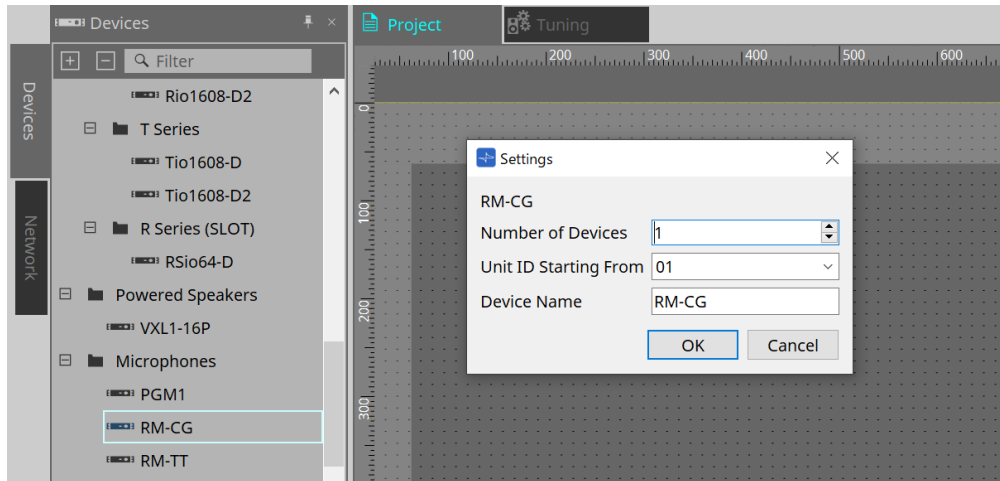 Devices
Project
Tuning
Filter
100 200 300 400 500 600
Devices
Network
Rio1608-D2
T Series
Tio1608-D
Tio1608-D2
R Series (SLOT)
RSio64-D
Powered Speakers
VXL1-16P
Microphones
PGM1
RM-CG
RM-TT
0
100
200
300
Settings
RM-CG
Number of Devices 1
Unit ID Starting From 01
Device Name RM-CG
OK Cancel